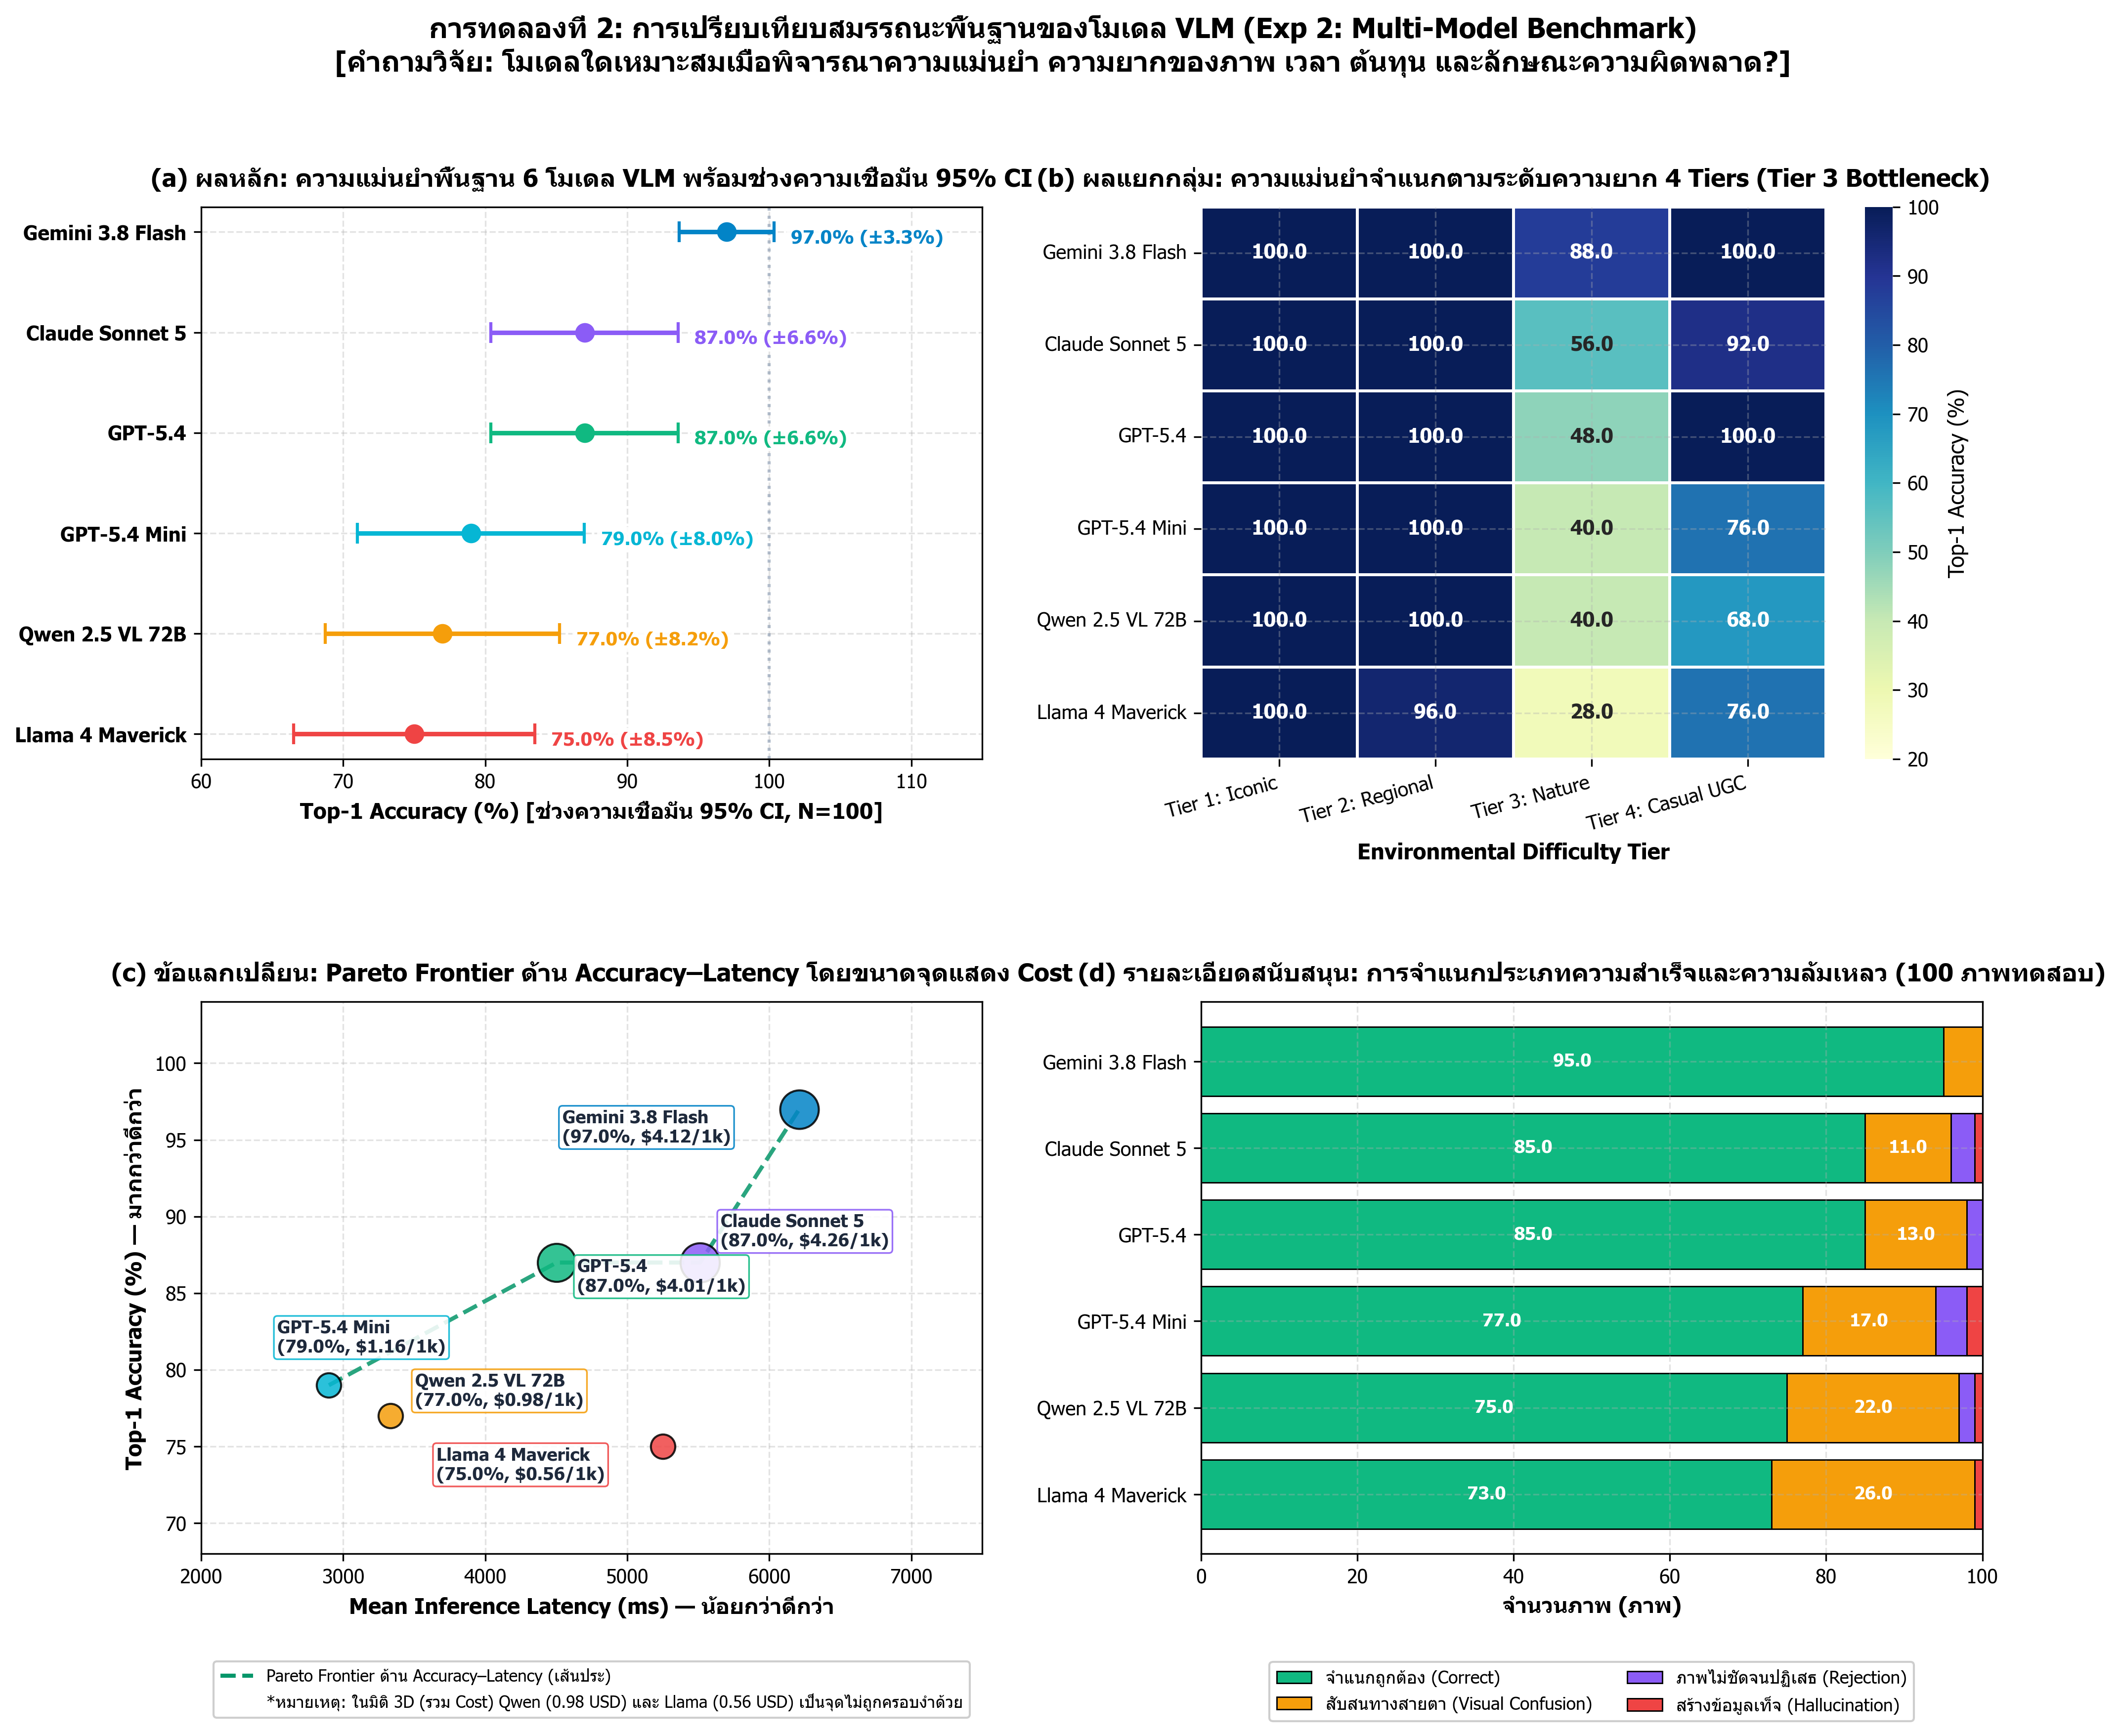 การทดลองที่ 2: การเปรียบเทียบสมรรถนะพื้นฐานของโมเดล VLM (Exp 2: Multi-Model Benchmark)
[คำถามวิจัย: โมเดลใดเหมาะสมเมื่อพิจารณาความแม่นยำ ความยากของภาพ เวลา ต้นทุน และลักษณะความผิดพลาด?]
(a) ผลหลัก: ความแม่นยำพื้นฐาน 6 โมเดล VLM พร้อมช่วงความเชื่อมั่น 95% CI
Gemini 3.8 Flash
97.0% (±3.3%)
Claude Sonnet 5
87.0% (±6.6%)
GPT-5.4
87.0% (±6.6%)
GPT-5.4 Mini
79.0% (±8.0%)
Qwen 2.5 VL 72B
77.0% (±8.2%)
Llama 4 Maverick
75.0% (±8.5%)
60 70 80 90 100 110
Top-1 Accuracy (%) [ช่วงความเชื่อมั่น 95% CI, N=100]
(b) ผลแยกกลุ่ม: ความแม่นยำจำแนกตามระดับความยาก 4 Tiers (Tier 3 Bottleneck)
Gemini 3.8 Flash 100.0 100.0 88.0 100.0
Claude Sonnet 5 100.0 100.0 56.0 92.0
GPT-5.4 100.0 100.0 48.0 100.0
GPT-5.4 Mini 100.0 100.0 40.0 76.0
Qwen 2.5 VL 72B 100.0 100.0 40.0 68.0
Llama 4 Maverick 100.0 96.0 28.0 76.0
Tier 1: Iconic
Tier 2: Regional
Tier 3: Nature
Tier 4: Casual UGC
Environmental Difficulty Tier
100
90
80
70
60
50
40
30
20
Top-1 Accuracy (%)
(c) ข้อแลกเปลี่ยน: Pareto Frontier ด้าน Accuracy–Latency โดยขนาดจุดแสดง Cost
Top-1 Accuracy (%) — มากกว่าดีกว่า
100
95
90
85
80
75
70
Gemini 3.8 Flash
(97.0%, $4.12/1k)
Claude Sonnet 5
(87.0%, $4.26/1k)
GPT-5.4
(87.0%, $4.01/1k)
GPT-5.4 Mini
(79.0%, $1.16/1k)
Qwen 2.5 VL 72B
(77.0%, $0.98/1k)
Llama 4 Maverick
(75.0%, $0.56/1k)
2000 3000 4000 5000 6000 7000
Mean Inference Latency (ms) — น้อยกว่าดีกว่า
Pareto Frontier ด้าน Accuracy–Latency (เส้นประ)
*หมายเหตุ: ในมิติ 3D (รวม Cost) Qwen (0.98 USD) และ Llama (0.56 USD) เป็นจุดไม่ถูกครอบงำด้วย
(d) รายละเอียดสนับสนุน: การจำแนกประเภทความสำเร็จและความล้มเหลว (100 ภาพทดสอบ)
Gemini 3.8 Flash 95.0
Claude Sonnet 5 85.0 11.0
GPT-5.4 85.0 13.0
GPT-5.4 Mini 77.0 17.0
Qwen 2.5 VL 72B 75.0 22.0
Llama 4 Maverick 73.0 26.0
0 20 40 60 80 100
จำนวนภาพ (ภาพ)
จำแนกถูกต้อง (Correct)
สับสนทางสายตา (Visual Confusion)
ภาพไม่ชัดจนปฏิเสธ (Rejection)
สร้างข้อมูลเท็จ (Hallucination)